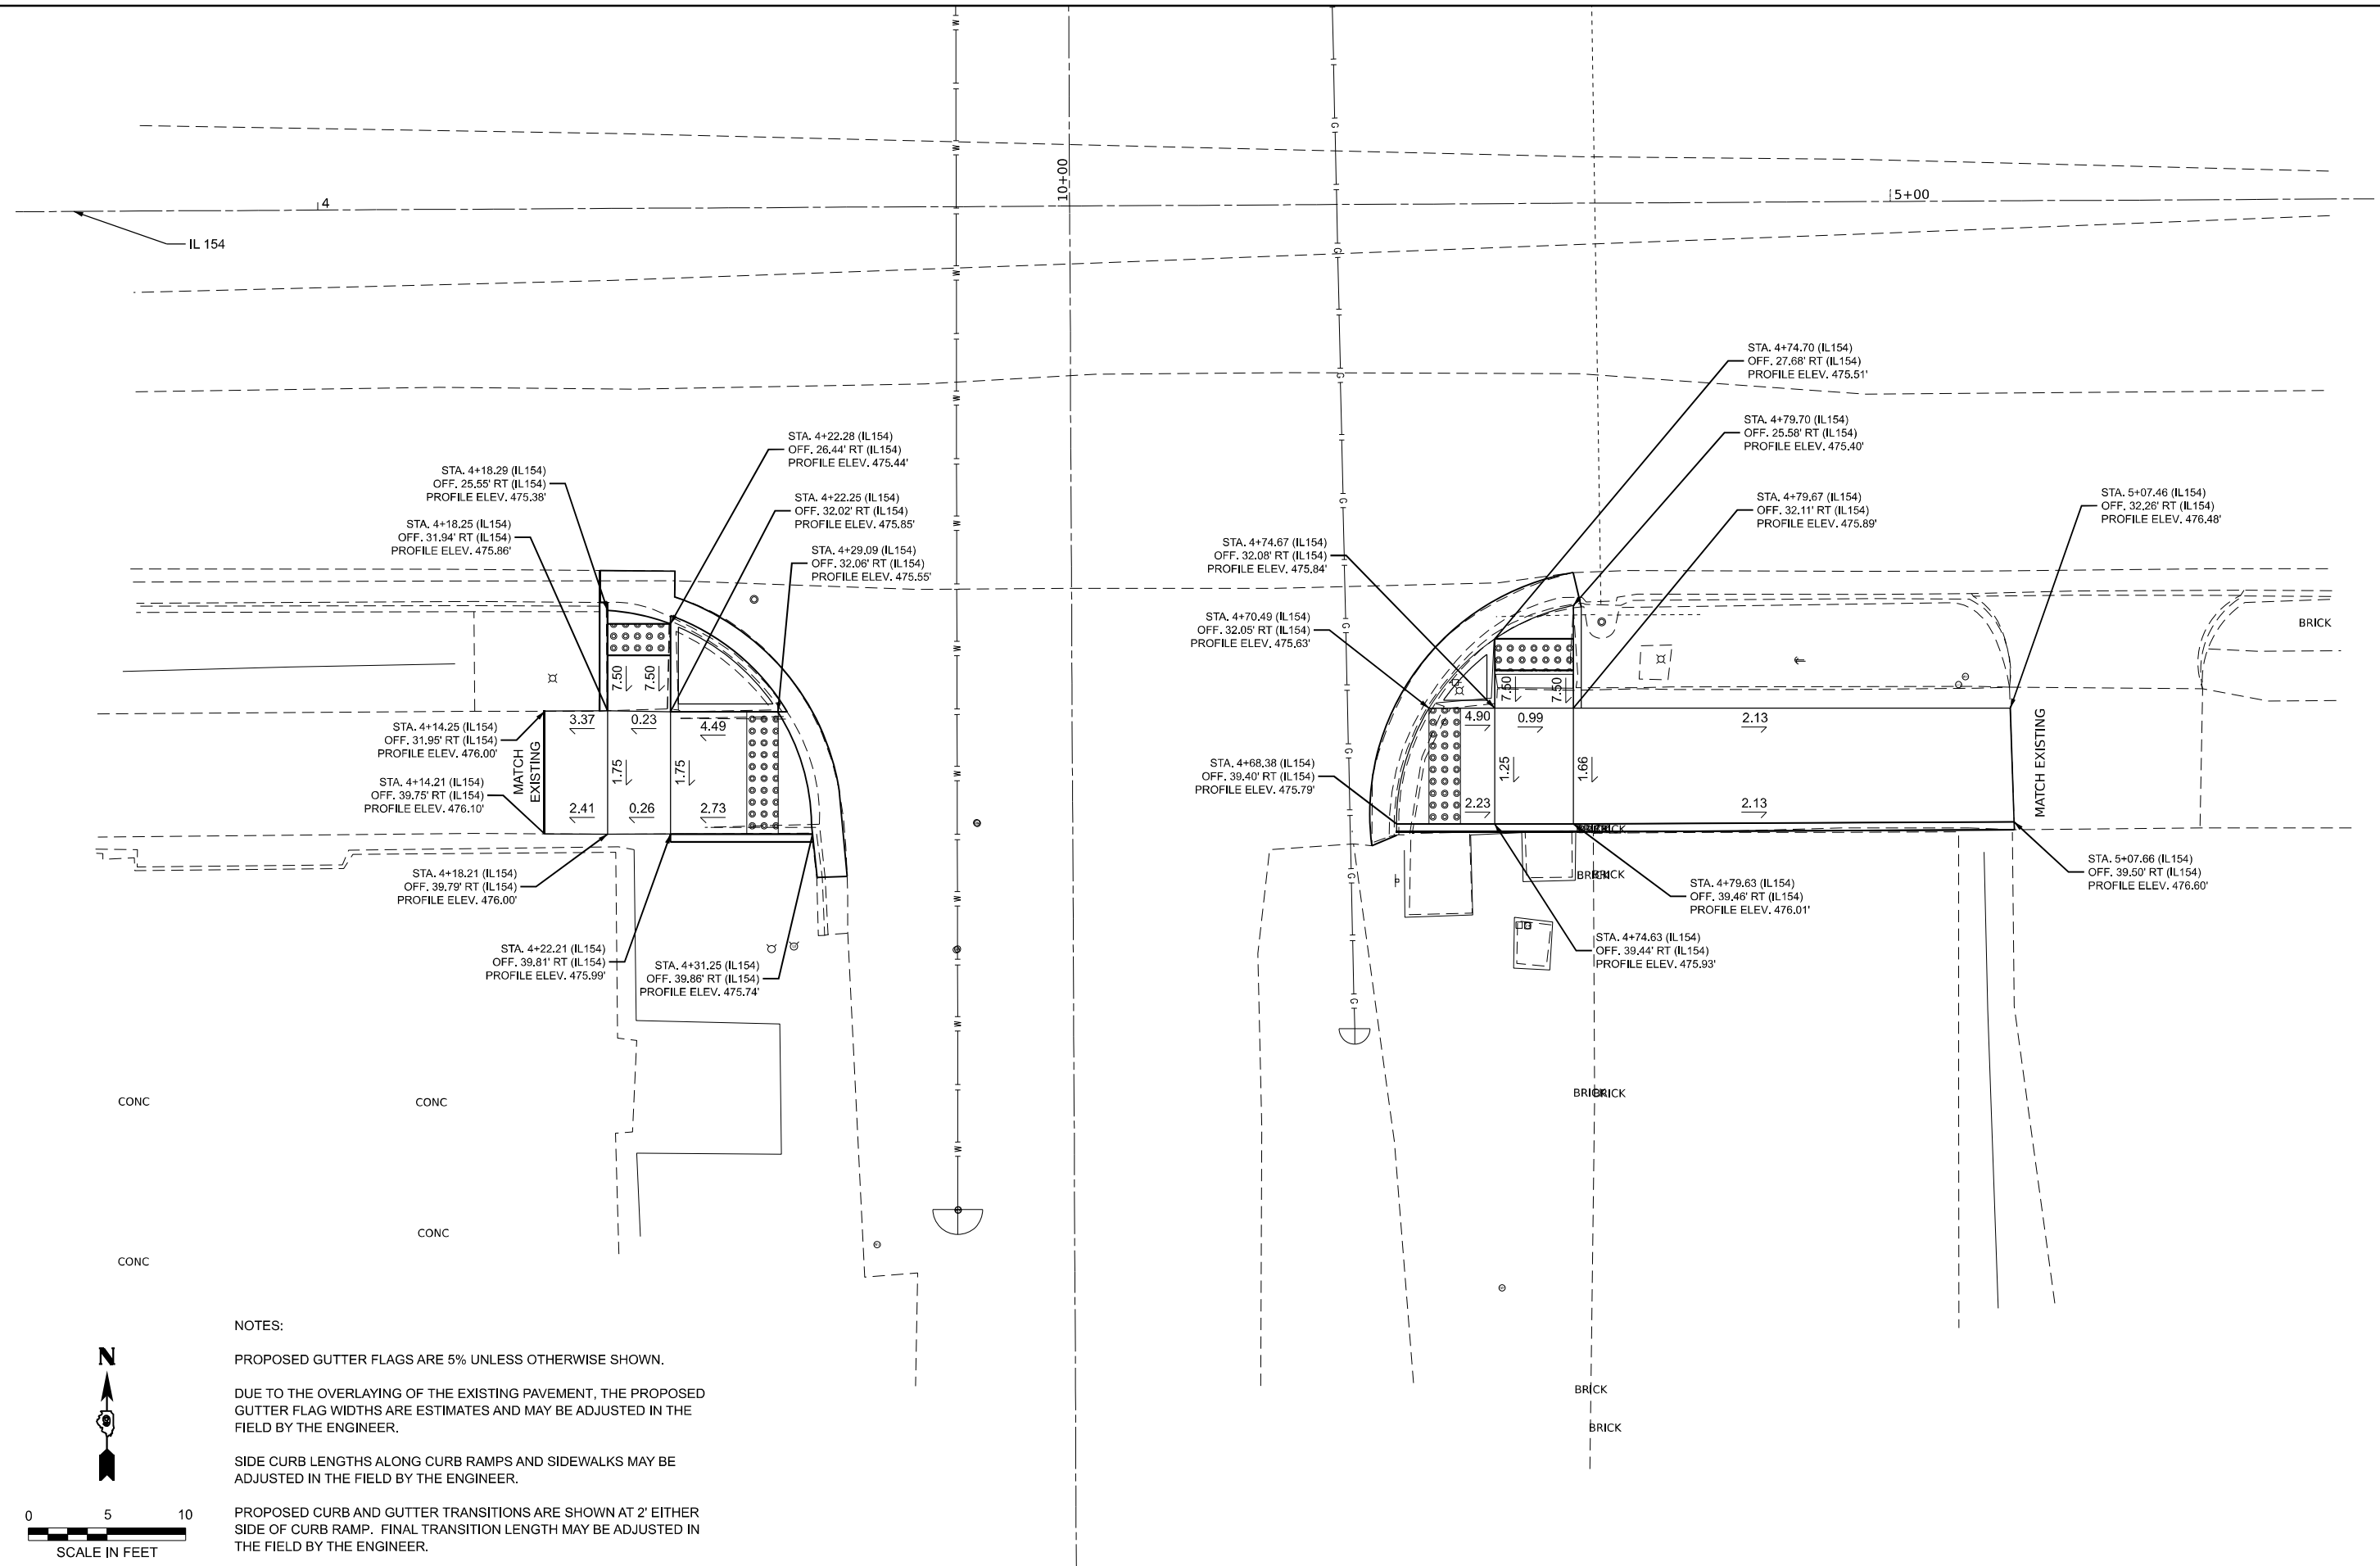 10+00
4
5+00
IL 154
STA. 4+74.70 (IL154)
OFF. 27.68' RT (IL154)
PROFILE ELEV. 475.51'
STA. 4+79.70 (IL154)
OFF. 25.58' RT (IL154)
PROFILE ELEV. 475.40'
STA. 4+22.28 (IL154)
OFF. 26.44' RT (IL154)
PROFILE ELEV. 475.44'
STA. 4+18.29 (IL154)
OFF. 25.55' RT (IL154)
PROFILE ELEV. 475.38'
STA. 4+22.25 (IL154)
OFF. 32.02' RT (IL154)
PROFILE ELEV. 475.85'
STA. 4+79.67 (IL154)
OFF. 32.11' RT (IL154)
PROFILE ELEV. 475.89'
STA. 5+07.46 (IL154)
OFF. 32.26' RT (IL154)
PROFILE ELEV. 476.48'
STA. 4+18.25 (IL154)
OFF. 31.94' RT (IL154)
PROFILE ELEV. 475.86'
STA. 4+29.09 (IL154)
OFF. 32.06' RT (IL154)
PROFILE ELEV. 475.55'
STA. 4+74.67 (IL154)
OFF. 32.08' RT (IL154)
PROFILE ELEV. 475.84'
STA. 4+70.49 (IL154)
OFF. 32.05' RT (IL154)
PROFILE ELEV. 475.63'
BRICK
7.50
7.50
7.50
7.50
STA. 4+14.25 (IL154)
OFF. 31.95' RT (IL154)
PROFILE ELEV. 476.00'
3.37
0.23
4.49
4.90
0.99
2.13
MATCH
EXISTING
1.75
1.75
1.25
1.66
MATCH EXISTING
STA. 4+14.21 (IL154)
OFF. 39.75' RT (IL154)
PROFILE ELEV. 476.10'
STA. 4+68.38 (IL154)
OFF. 39.40' RT (IL154)
PROFILE ELEV. 475.79'
2.41
0.26
2.73
2.23
2.13
BRICK
BRICK
STA. 4+18.21 (IL154)
OFF. 39.79' RT (IL154)
PROFILE ELEV. 476.00'
BRICK
BRICK
STA. 4+79.63 (IL154)
OFF. 39.46' RT (IL154)
PROFILE ELEV. 476.01'
STA. 5+07.66 (IL154)
OFF. 39.50' RT (IL154)
PROFILE ELEV. 476.60'
STA. 4+22.21 (IL154)
OFF. 39.81' RT (IL154)
PROFILE ELEV. 475.99'
STA. 4+31.25 (IL154)
OFF. 39.86' RT (IL154)
PROFILE ELEV. 475.74'
STA. 4+74.63 (IL154)
OFF. 39.44' RT (IL154)
PROFILE ELEV. 475.93'
CONC
CONC
BRICK
BRICK
CONC
CONC
BRICK
BRICK
NOTES:
PROPOSED GUTTER FLAGS ARE 5% UNLESS OTHERWISE SHOWN.
DUE TO THE OVERLAYING OF THE EXISTING PAVEMENT, THE PROPOSED
GUTTER FLAG WIDTHS ARE ESTIMATES AND MAY BE ADJUSTED IN THE
FIELD BY THE ENGINEER.
SIDE CURB LENGTHS ALONG CURB RAMPS AND SIDEWALKS MAY BE
ADJUSTED IN THE FIELD BY THE ENGINEER.
PROPOSED CURB AND GUTTER TRANSITIONS ARE SHOWN AT 2' EITHER
SIDE OF CURB RAMP. FINAL TRANSITION LENGTH MAY BE ADJUSTED IN
THE FIELD BY THE ENGINEER.
N
0 5 10
SCALE IN FEET